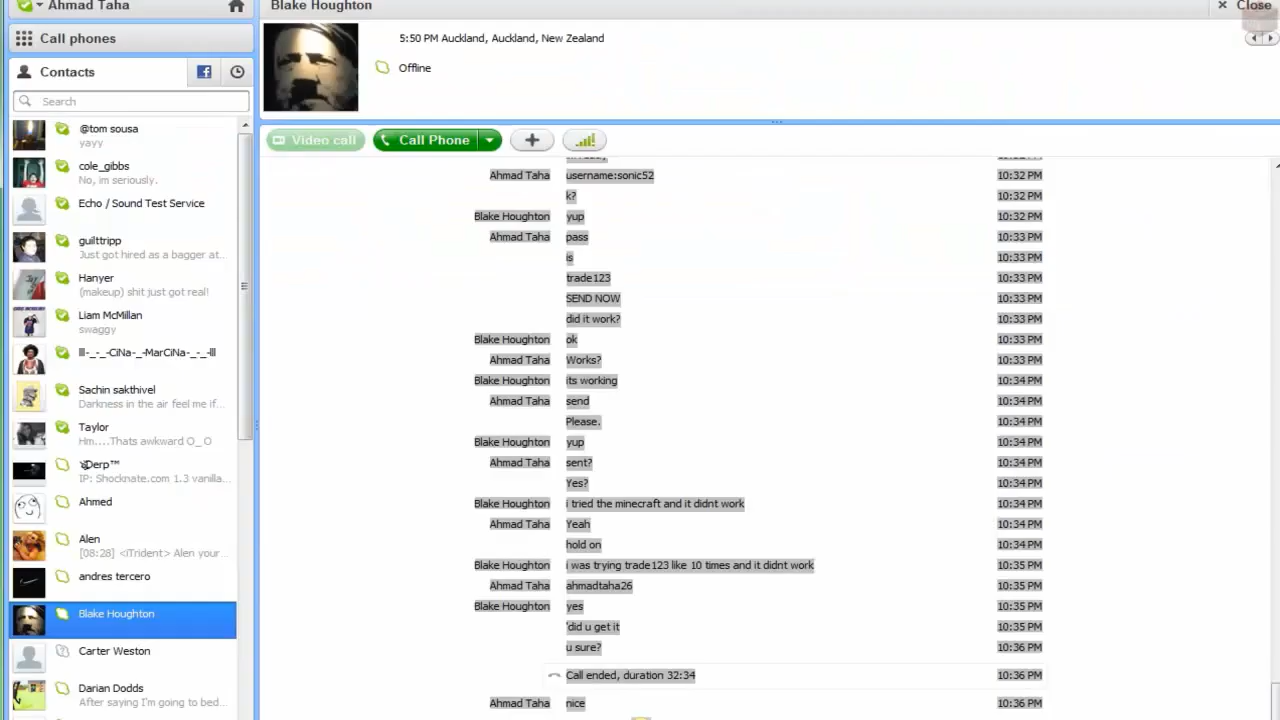 Ahmad Taha
Call phones
Contacts
Search
@tom sousa
yayy
cole_gibbs
No, im seriously.
Echo / Sound Test Service
guilttripp
Just got hired as a bagger at...
Hanyer
(makeup) shit just got real!
Liam McMillan
swaggy
lll-_-_-CiNa-_-MarCiNa-_-_-lll
Sachin sakthivel
Darkness in the air feel me if...
Taylor
Hm....Thats awkward O_O
Derp™
IP: Shocknate.com 1.3 vanilla...
Ahmed
Alen
[08:28] <iTrident> Alen your...
andres tercero
Blake Houghton
Carter Weston
Darian Dodds
After saying I'm going to bed...
Blake Houghton
Close
5:50 PM Auckland, Auckland, New Zealand
Offline
Video call
Call Phone
Ahmad Taha username:sonic52 10:32 PM
k? 10:32 PM
Blake Houghton yup 10:32 PM
Ahmad Taha pass 10:33 PM
is 10:33 PM
trade123 10:33 PM
SEND NOW 10:33 PM
did it work? 10:33 PM
Blake Houghton ok 10:33 PM
Ahmad Taha Works? 10:33 PM
Blake Houghton its working 10:34 PM
Ahmad Taha send 10:34 PM
Please. 10:34 PM
Blake Houghton yup 10:34 PM
Ahmad Taha sent? 10:34 PM
Yes? 10:34 PM
Blake Houghton i tried the minecraft and it didnt work 10:34 PM
Ahmad Taha Yeah 10:34 PM
hold on 10:34 PM
Blake Houghton i was trying trade123 like 10 times and it didnt work 10:35 PM
Ahmad Taha ahmadtaha26 10:35 PM
Blake Houghton yes 10:35 PM
'did u get it 10:35 PM
u sure? 10:36 PM
Call ended, duration 32:34 10:36 PM
Ahmad Taha nice 10:36 PM